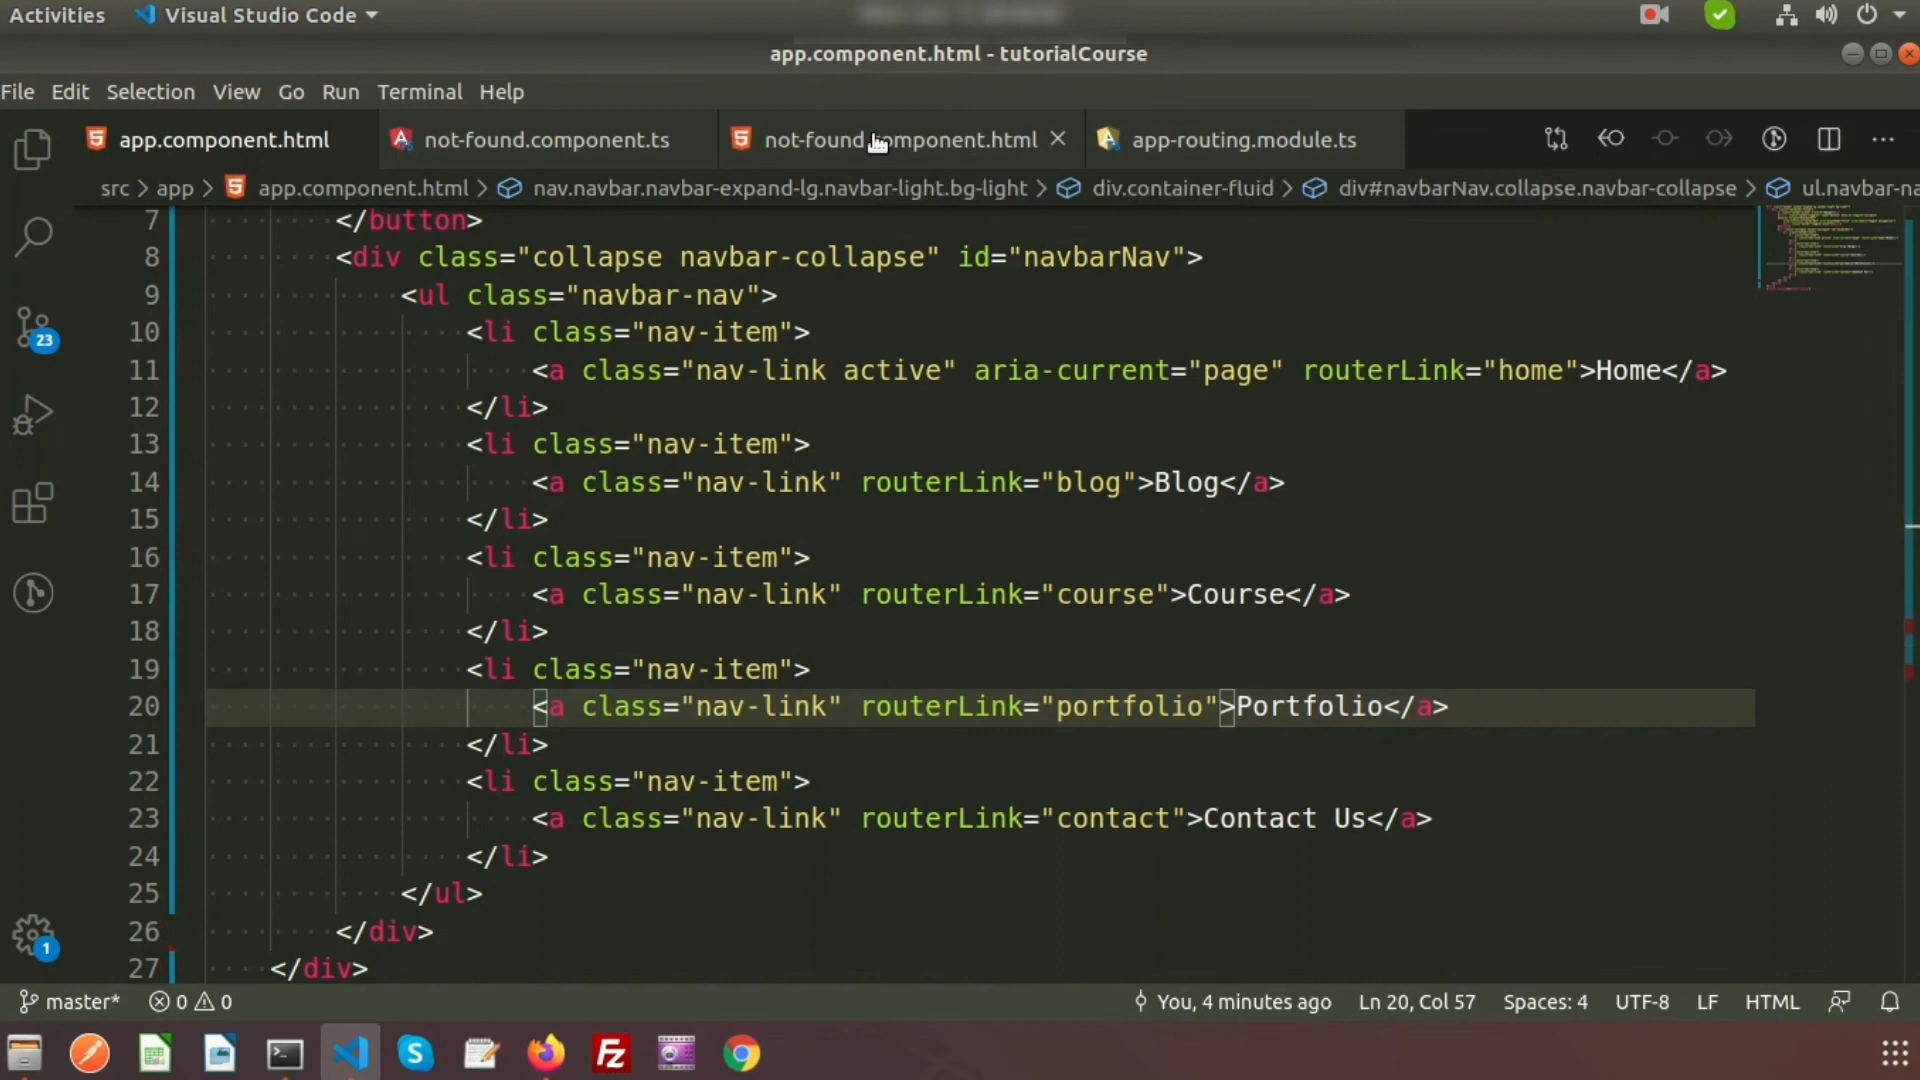 Activities Visual Studio Code
app.component.html - tutorialCourse
File Edit Selection View Go Run Terminal Help
app.component.html not-found.component.ts not-found.component.html app-routing.module.ts
src > app > app.component.html > nav.navbar.navbar-expand-lg.navbar-light.bg-light > div.container-fluid > div#navbarNav.collapse.navbar-collapse > ul.navbar-na
7 </button>
8 <div class="collapse navbar-collapse" id="navbarNav">
9 <ul class="navbar-nav">
10 <li class="nav-item">
11 <a class="nav-link active" aria-current="page" routerLink="home">Home</a>
12 </li>
13 <li class="nav-item">
14 <a class="nav-link" routerLink="blog">Blog</a>
15 </li>
16 <li class="nav-item">
17 <a class="nav-link" routerLink="course">Course</a>
18 </li>
19 <li class="nav-item">
20 <a class="nav-link" routerLink="portfolio">Portfolio</a>
21 </li>
22 <li class="nav-item">
23 <a class="nav-link" routerLink="contact">Contact Us</a>
24 </li>
25 </ul>
26 </div>
27 </div>
23
1
master* 0 0 You, 4 minutes ago Ln 20, Col 57 Spaces: 4 UTF-8 LF HTML
Fz